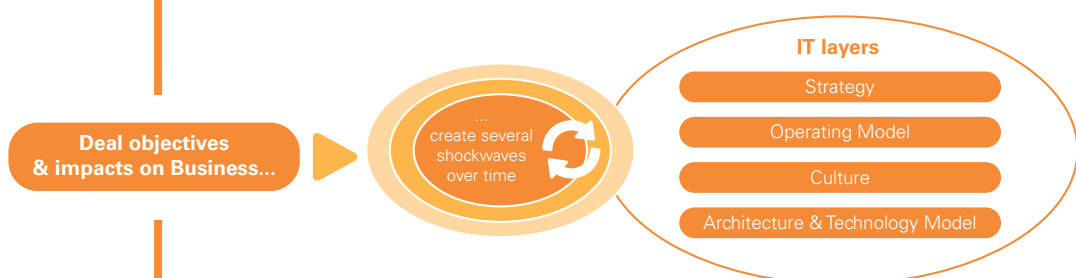 Deal objectives
& impacts on Business...
...
create several
shockwaves
over time
IT layers
Strategy
Operating Model
Culture
Architecture & Technology Model